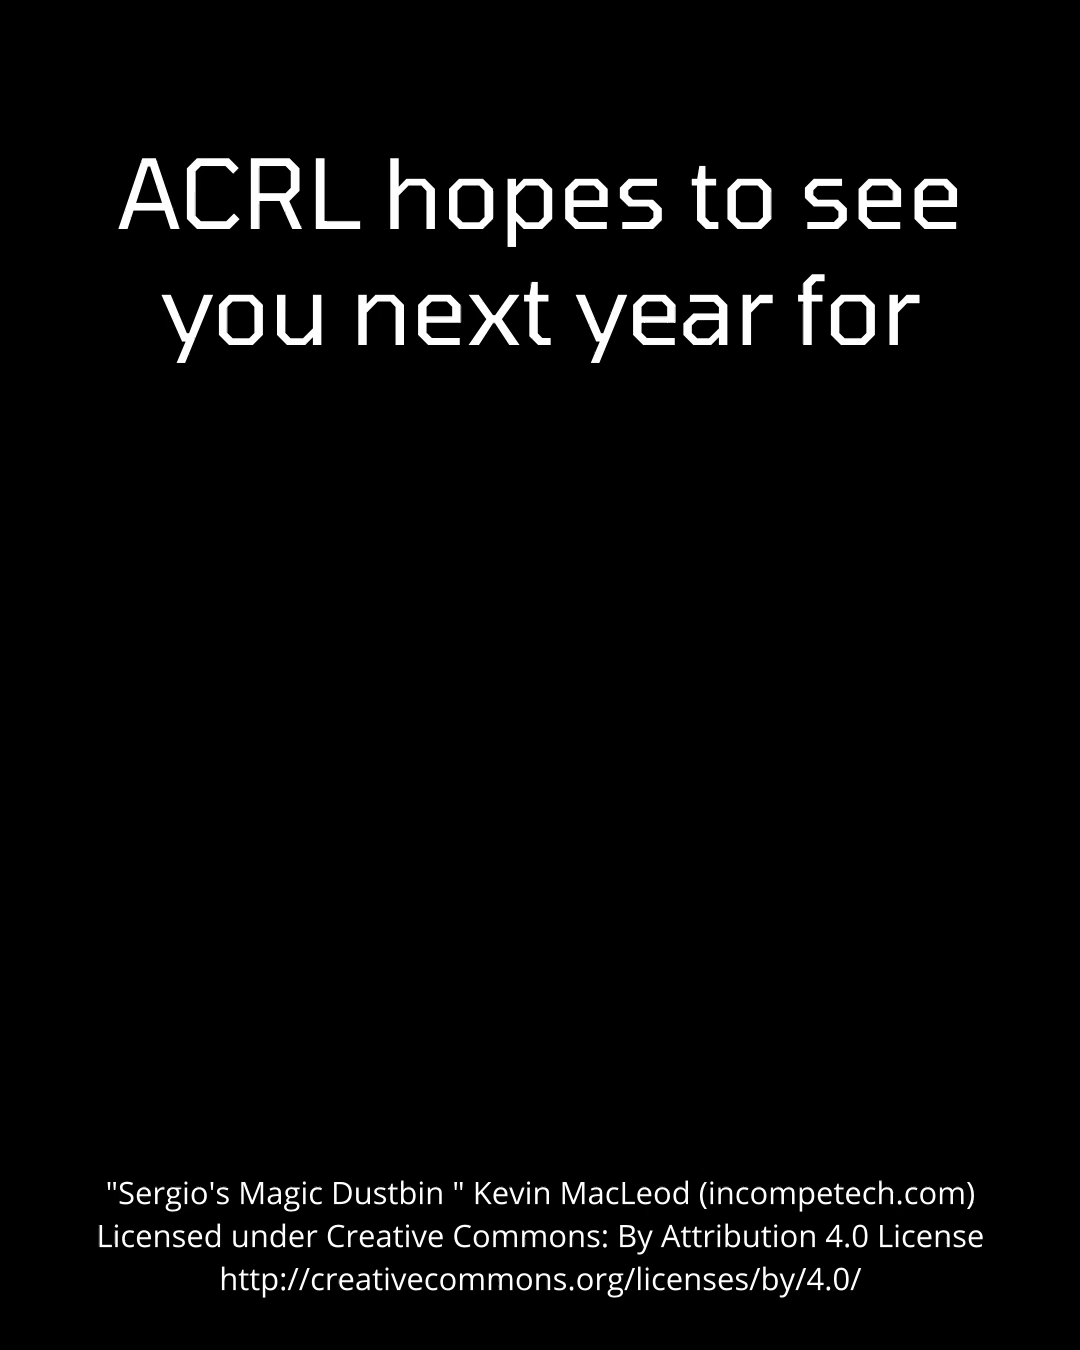 ACRL hopes to see
you next year for
"Sergio's Magic Dustbin " Kevin MacLeod (incompetech.com)
Licensed under Creative Commons: By Attribution 4.0 License
http://creativecommons.org/licenses/by/4.0/